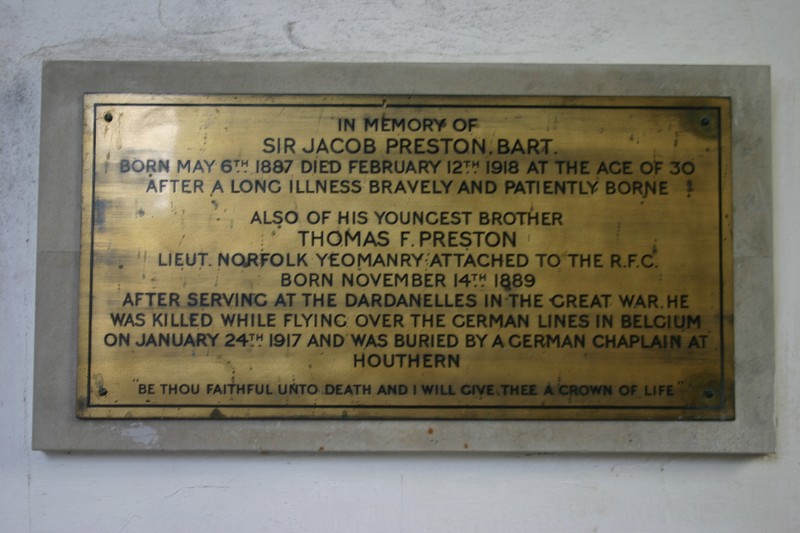 IN MEMORY OF
SIR JACOB PRESTON. BART.
BORN MAY 6TH 1887 DIED FEBRUARY 12TH 1918 AT THE AGE OF 30
AFTER A LONG ILLNESS BRAVELY AND PATIENTLY BORNE
ALSO OF HIS YOUNGEST BROTHER
THOMAS F. PRESTON
LIEUT. NORFOLK YEOMANRY ATTACHED TO THE R.F.C.
BORN NOVEMBER 14TH 1889
AFTER SERVING AT THE DARDANELLES IN THE GREAT WAR. HE
WAS KILLED WHILE FLYING OVER THE GERMAN LINES IN BELGIUM
ON JANUARY 24TH 1917 AND WAS BURIED BY A GERMAN CHAPLAIN AT
HOUTHERN
"BE THOU FAITHFUL UNTO DEATH AND I WILL GIVE THEE A CROWN OF LIFE"